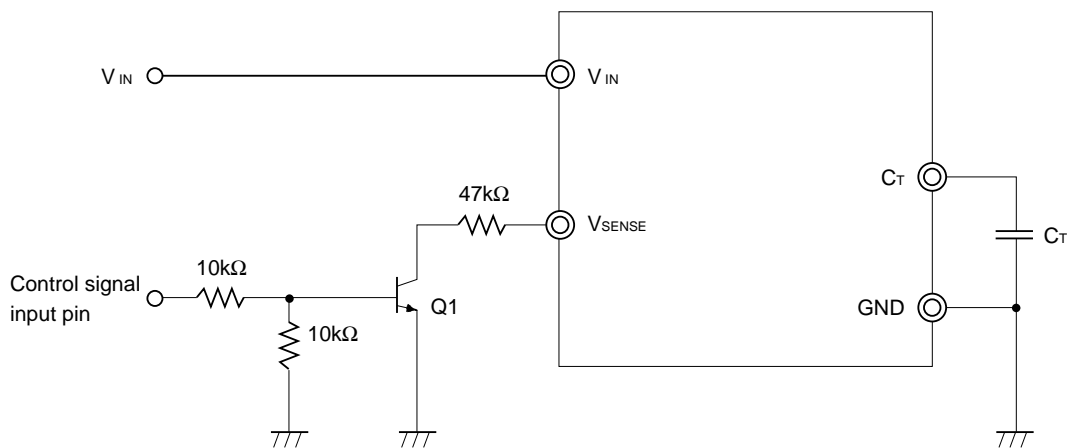 V IN
V IN
CT
47kΩ
VSENSE
CT
Control signal
input pin
10kΩ
Q1
GND
10kΩ